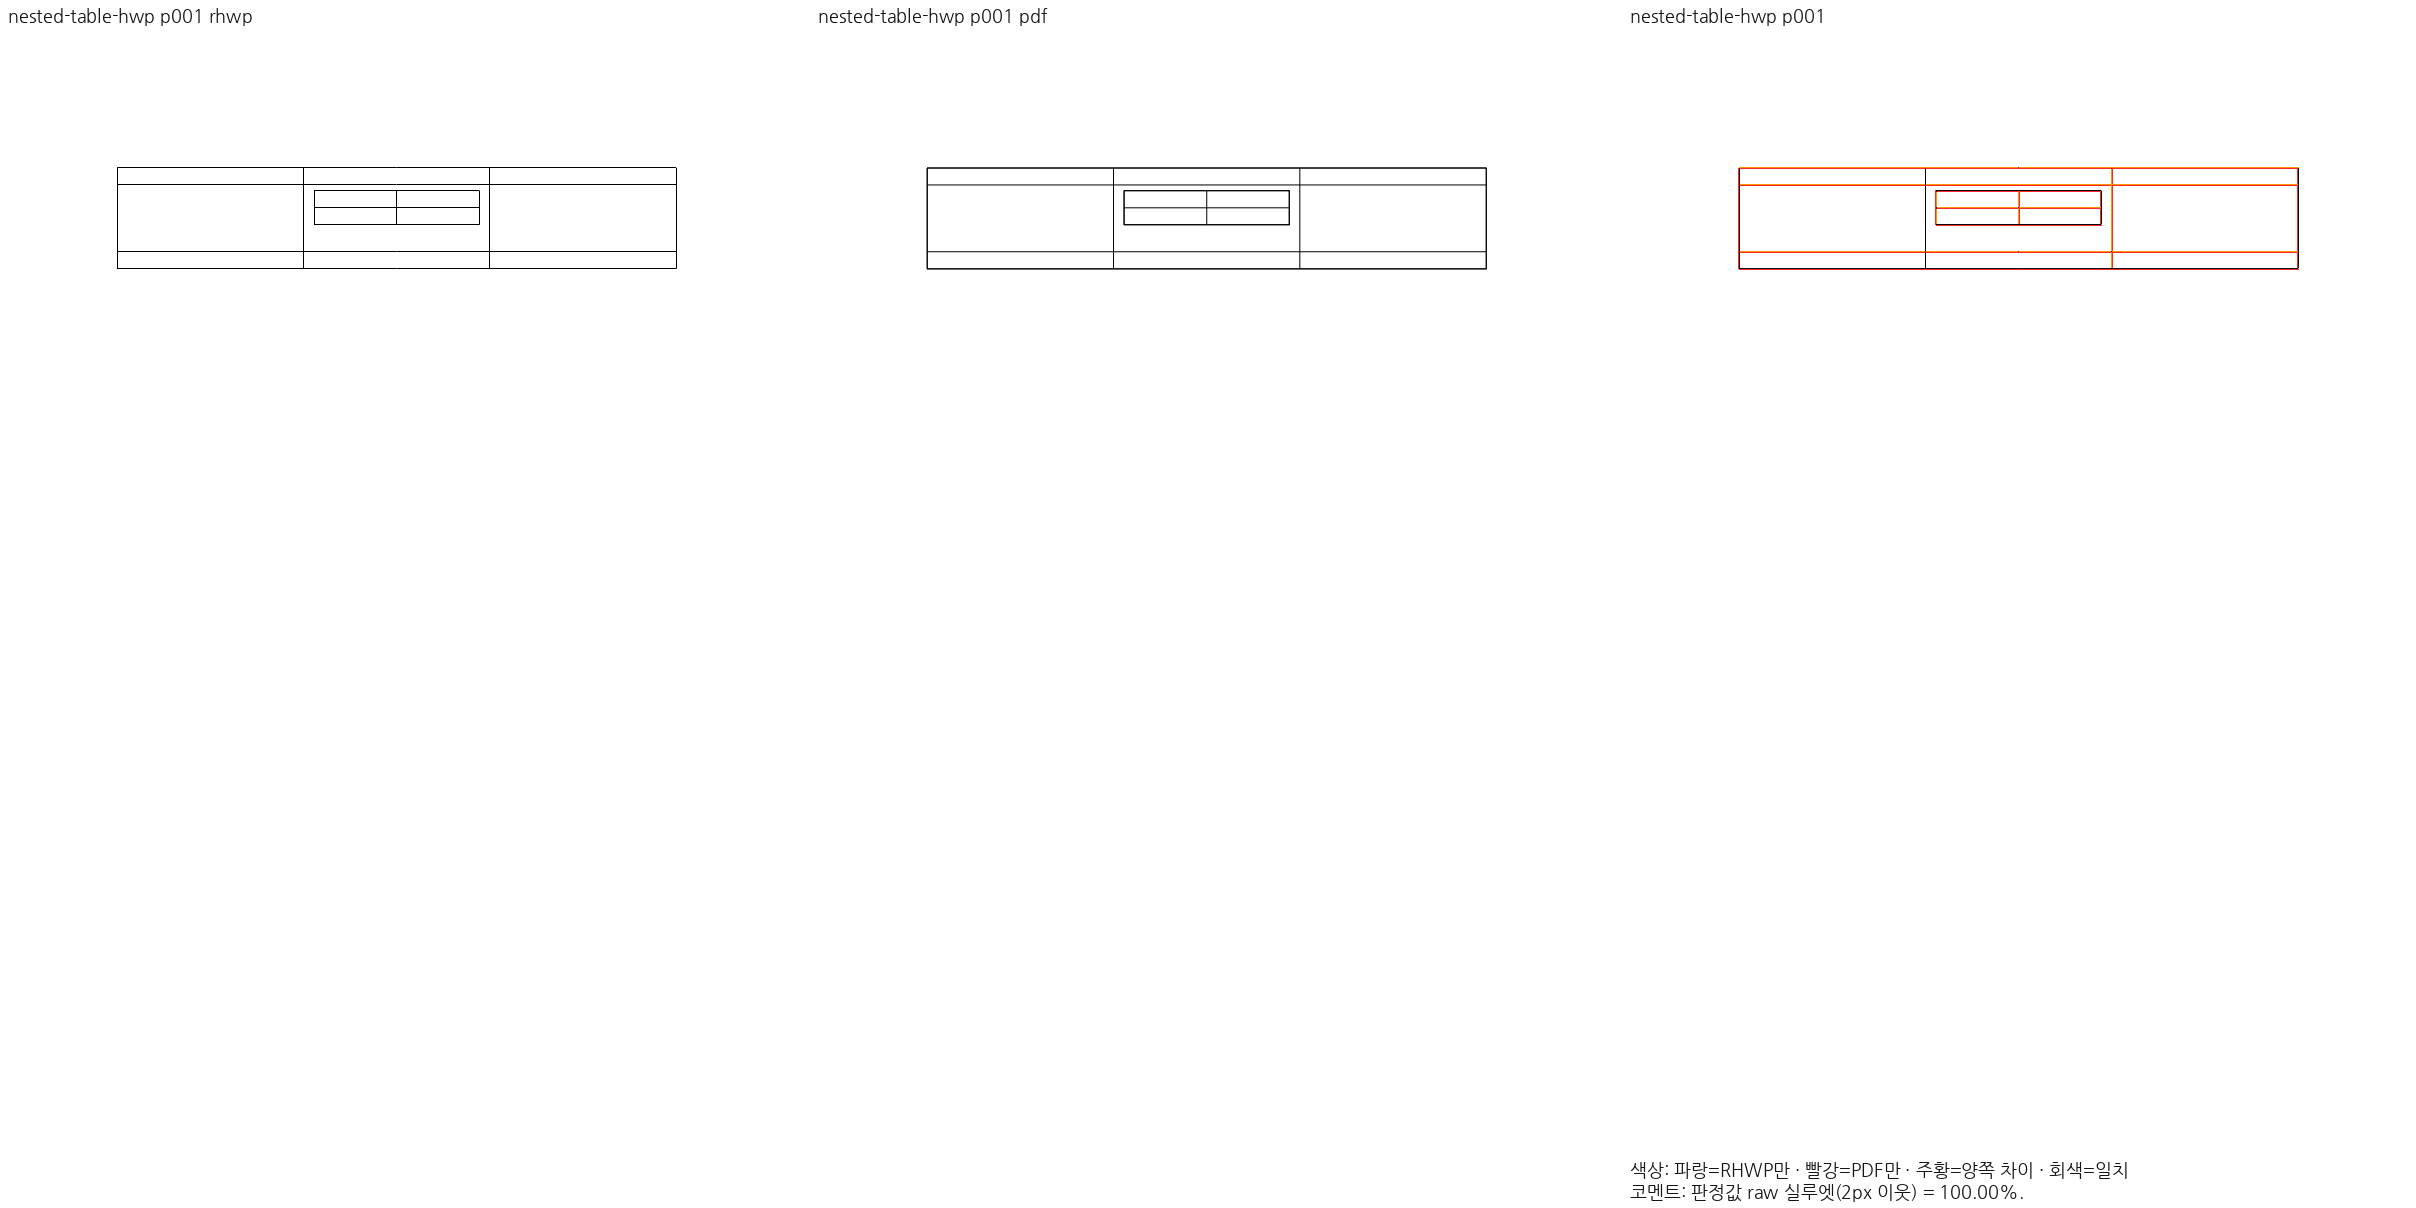 nested-table-hwp p001 rhwp
nested-table-hwp p001 pdf
nested-table-hwp p001
색상: 파랑=RHWP만 · 빨강=PDF만 · 주황=양쪽 차이 · 회색=일치
코멘트: 판정값 raw 실루엣(2px 이웃) = 100.00%.